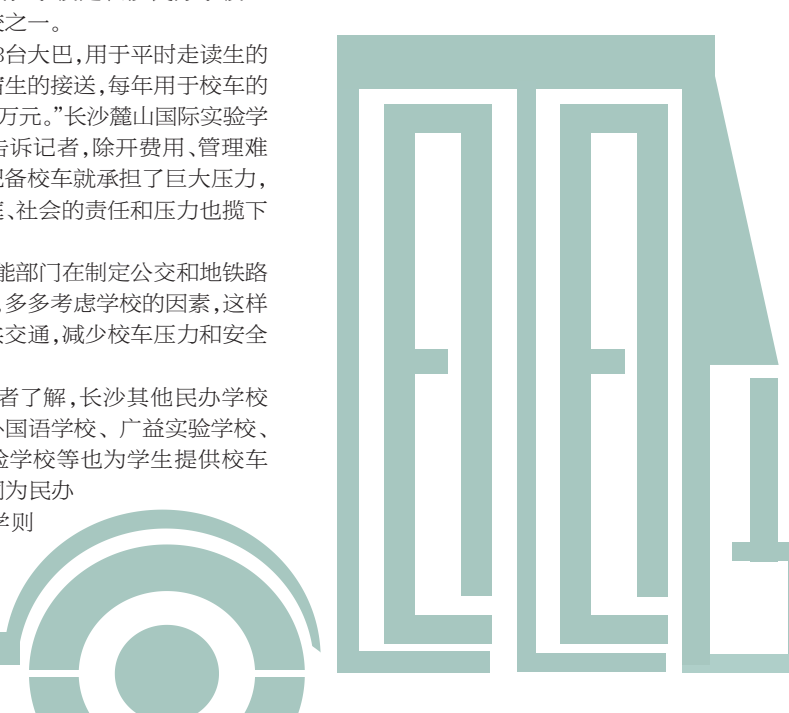 校之一。
3台大巴，用于平时走读生的
宿生的接送，每年用于校车的
万元。”长沙麓山国际实验学
告诉记者，除开费用、管理难
配备校车就承担了巨大压力，
庭、社会的责任和压力也揽下
能部门在制定公交和地铁路
多多考虑学校的因素，这样
共交通，减少校车压力和安全
者了解，长沙其他民办学校
外国语学校、广益实验学校、
验学校等也为学生提供校车
同为民办
学则